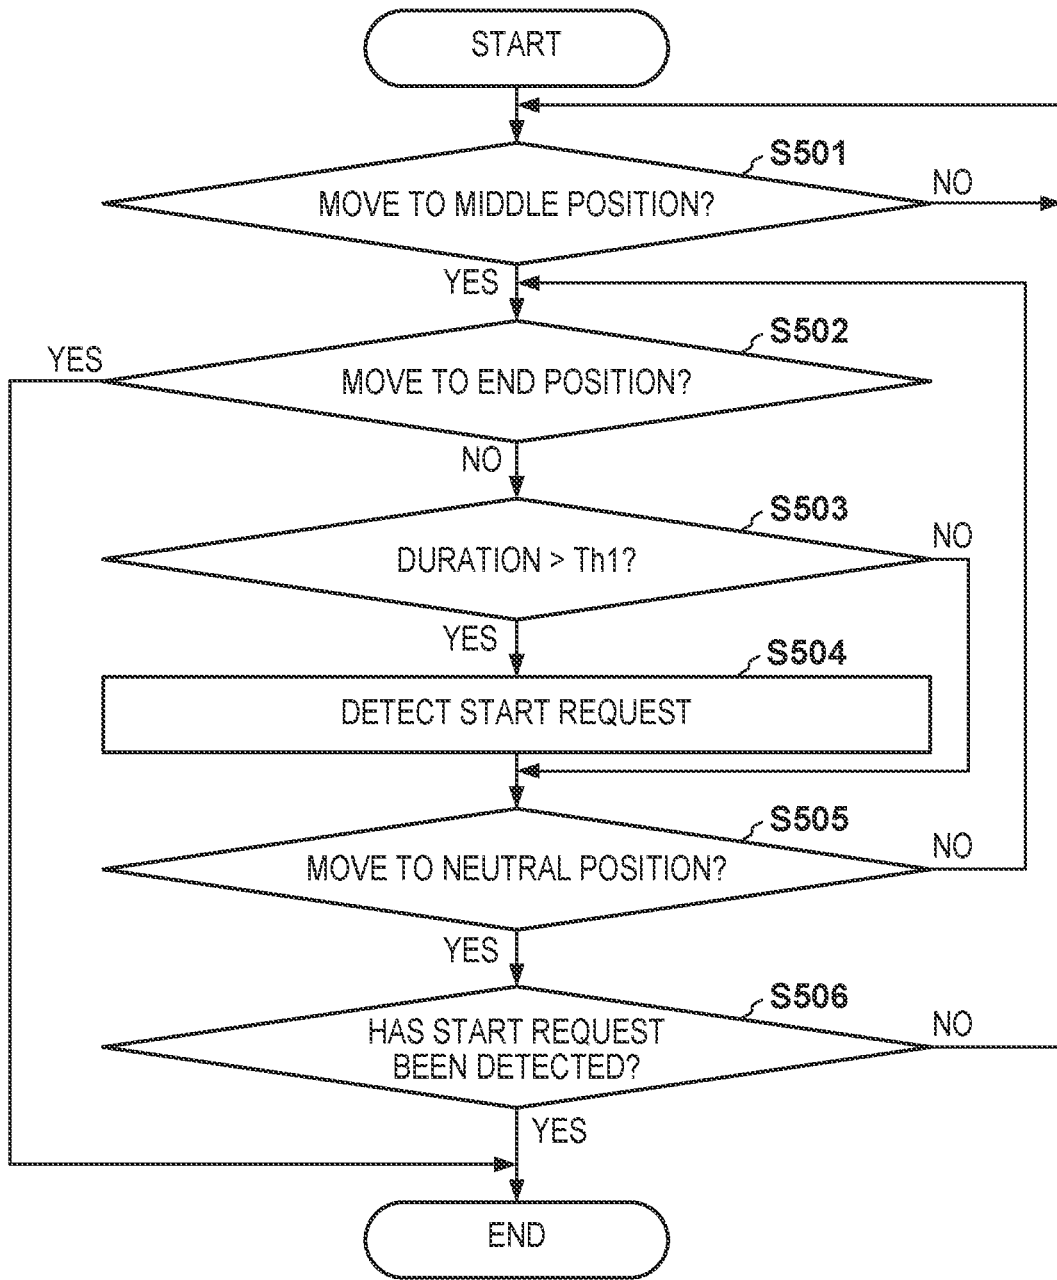 START
S501
MOVE TO MIDDLE POSITION?
NO
YES
S502
YES
MOVE TO END POSITION?
NO
S503
NO
DURATION > Th1?
YES
S504
DETECT START REQUEST
S505
NO
MOVE TO NEUTRAL POSITION?
YES
S506
NO
HAS START REQUEST
BEEN DETECTED?
YES
END